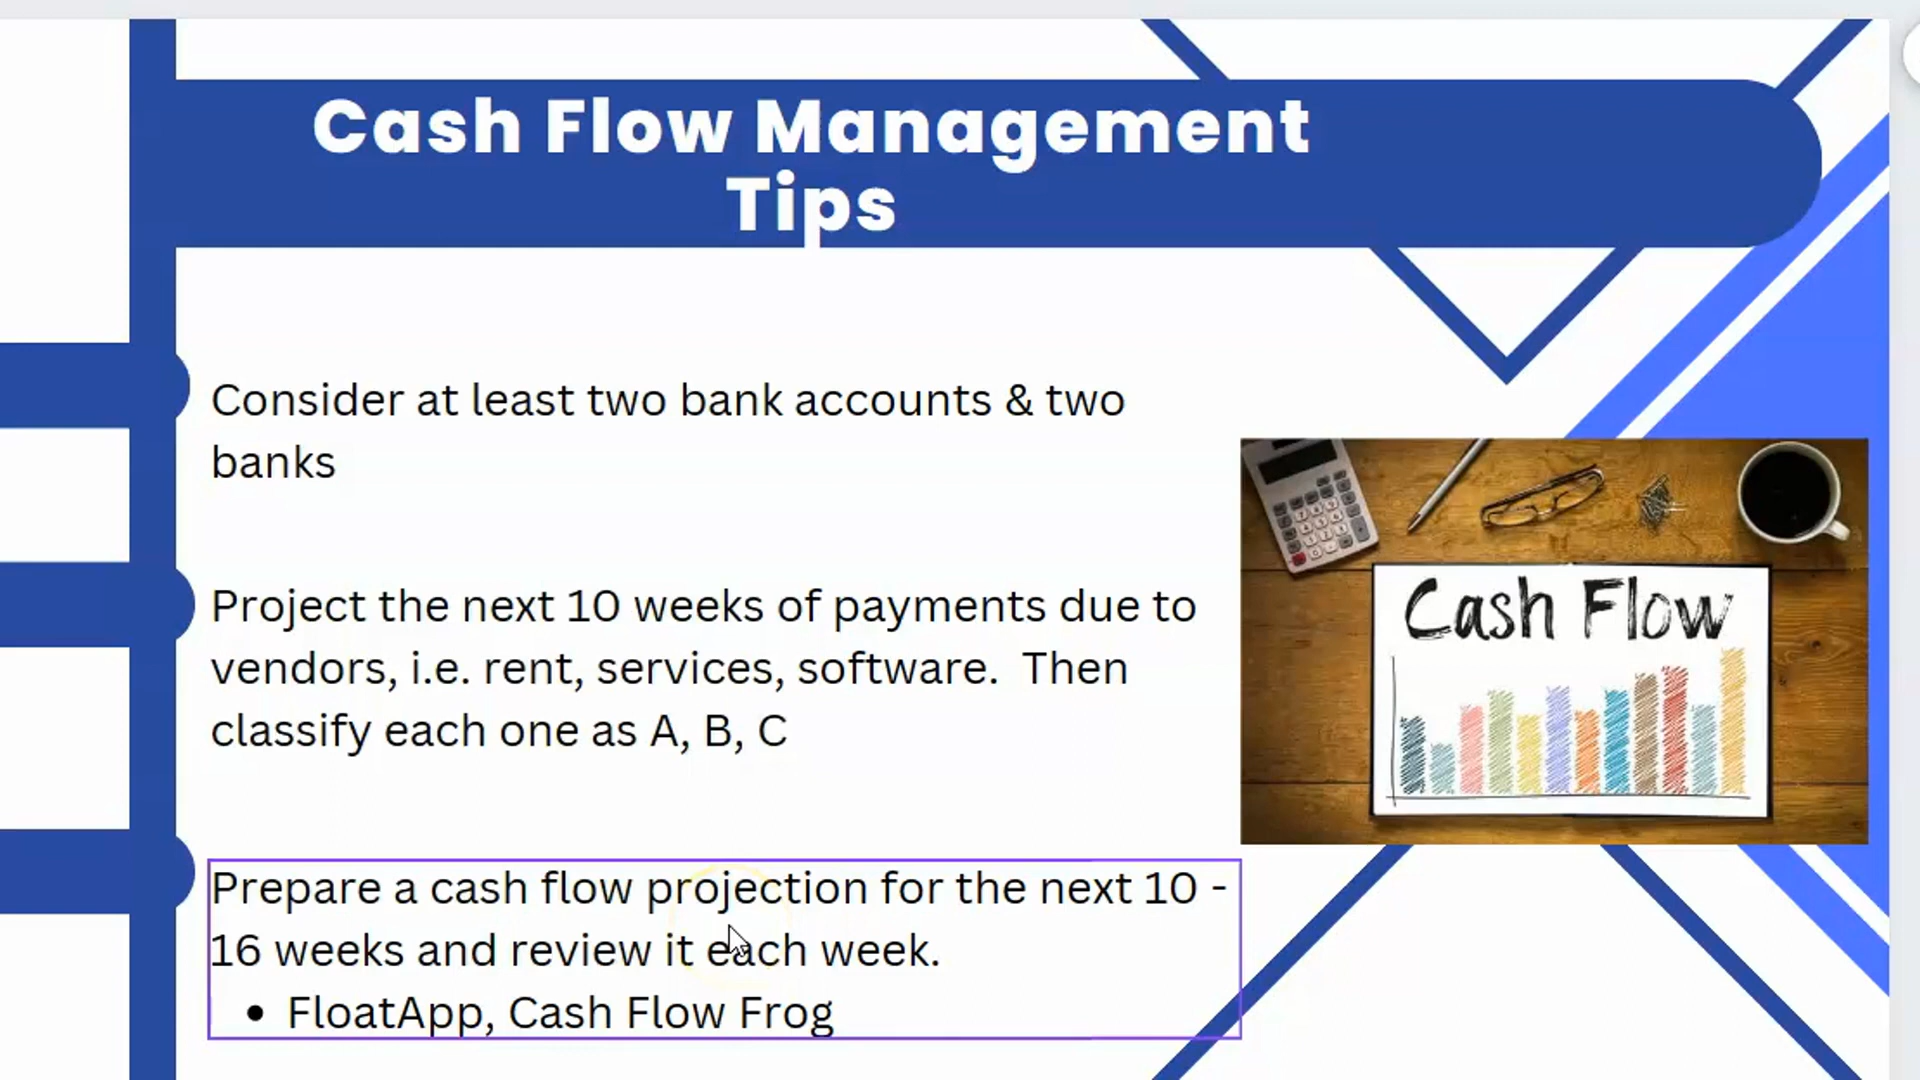 Cash Flow Management
Tips
Consider at least two bank accounts & two
banks
Project the next 10 weeks of payments due to
vendors, i.e. rent, services, software.  Then
classify each one as A, B, C
Cash Flow
Prepare a cash flow projection for the next 10 -
16 weeks and review it each week.
• FloatApp, Cash Flow Frog